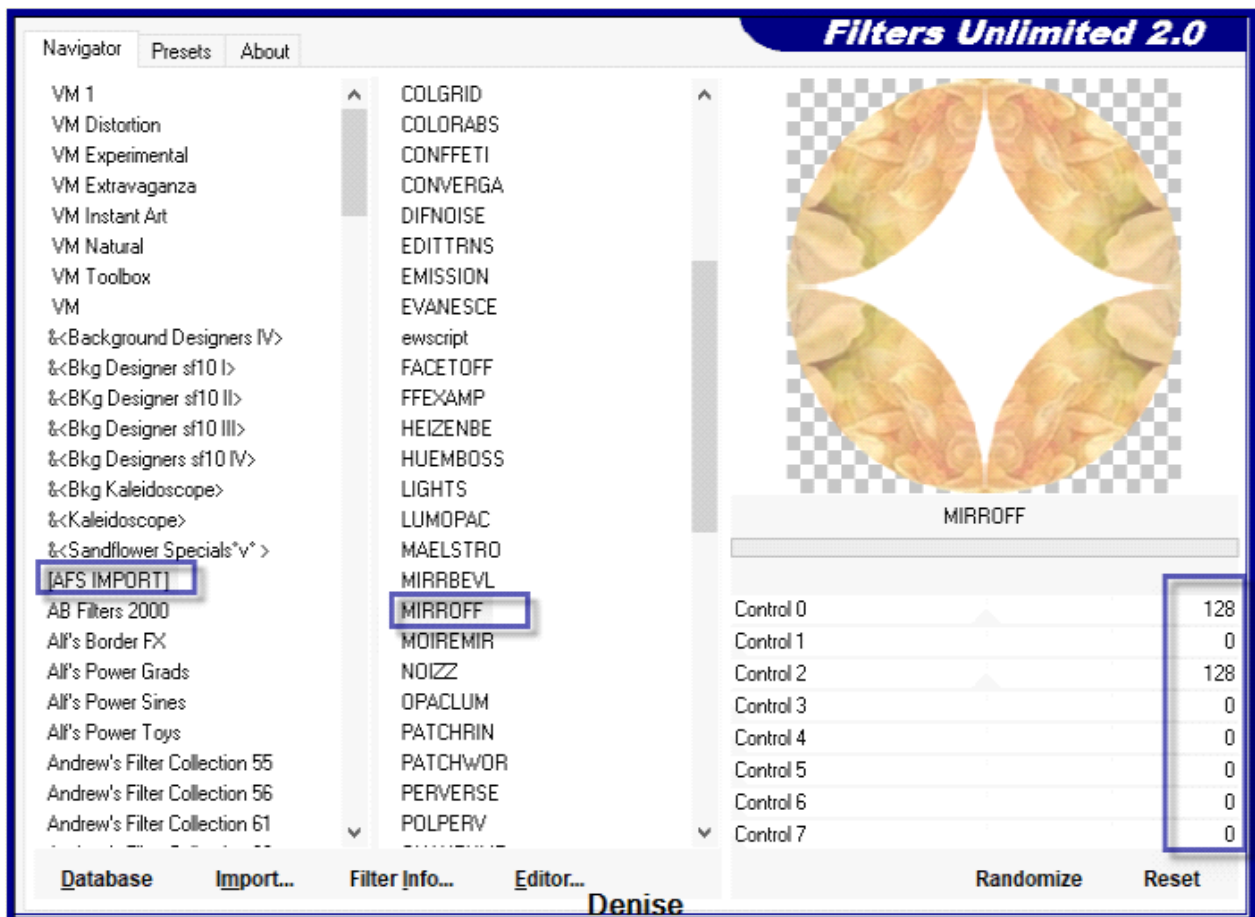 Filters Unlimited 2.0
Navigator Presets About
VM 1
VM Distortion
VM Experimental
VM Extravaganza
VM Instant Art
VM Natural
VM Toolbox
VM
&<Background Designers IV>
&<Bkg Designer sf10 I>
&<BKg Designer sf10 II>
&<Bkg Designer sf10 III>
&<Bkg Designers sf10 IV>
&<Bkg Kaleidoscope>
&<Kaleidoscope>
&<Sandflower Specials°v° >
[AFS IMPORT]
AB Filters 2000
Alf's Border FX
Alf's Power Grads
Alf's Power Sines
Alf's Power Toys
Andrew's Filter Collection 55
Andrew's Filter Collection 56
Andrew's Filter Collection 61
COLGRID
COLORABS
CONFFETI
CONVERGA
DIFNOISE
EDITTRNS
EMISSION
EVANESCE
ewscript
FACETOFF
FFEXAMP
HEIZENBE
HUEMBOSS
LIGHTS
LUMOPAC
MAELSTRO
MIRRBEVL
MIRROFF
MOIREMIR
NOIZZ
OPACLUM
PATCHRIN
PATCHWOR
PERVERSE
POLPERV
MIRROFF
Control 0 128
Control 1 0
Control 2 128
Control 3 0
Control 4 0
Control 5 0
Control 6 0
Control 7 0
Database Import... Filter Info... Editor... Randomize Reset
Denise